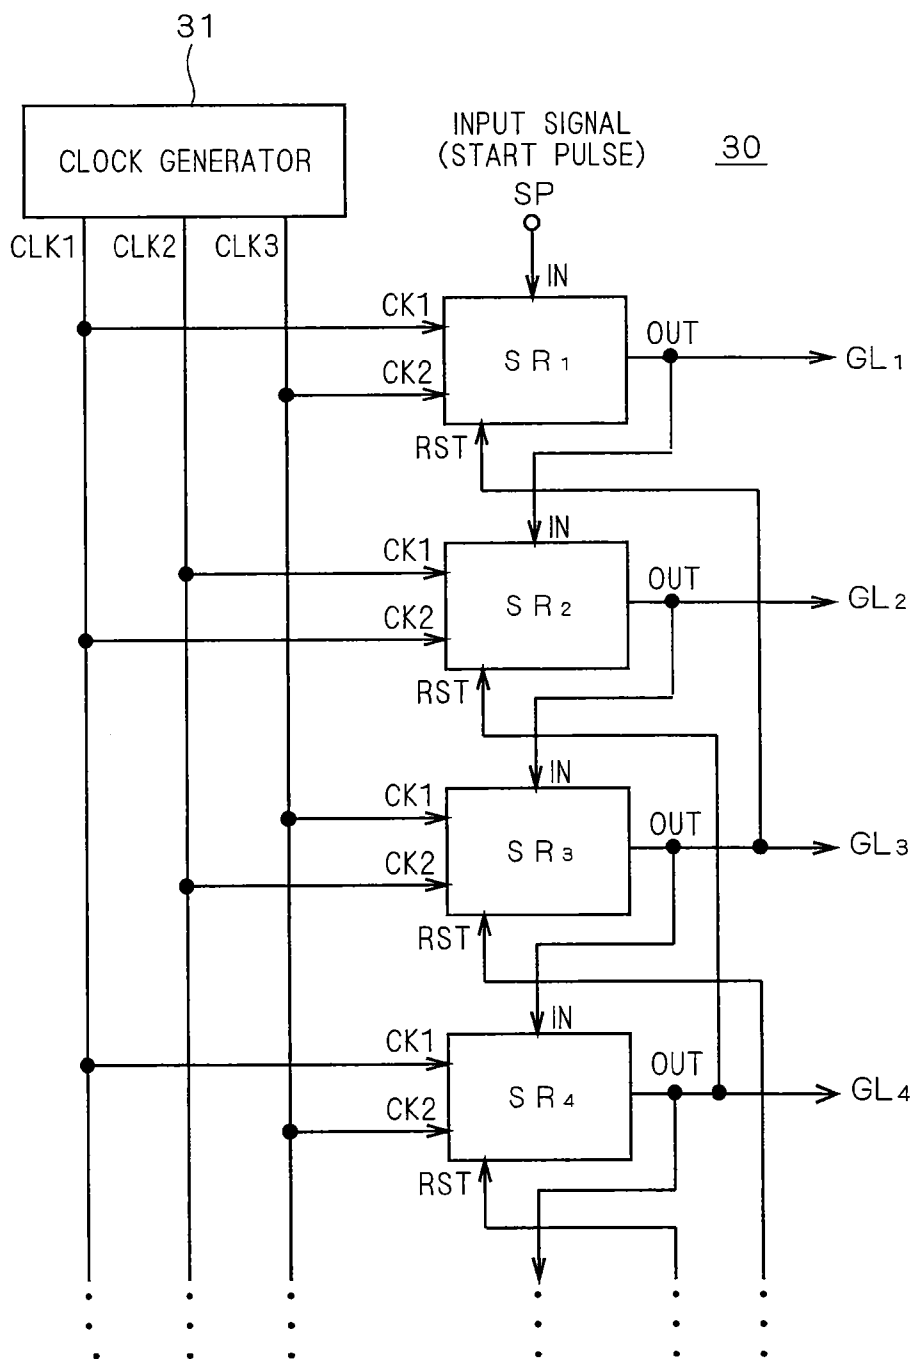 31
CLOCK GENERATOR
INPUT SIGNAL
(START PULSE)
30
SP
CLK1
CLK2
CLK3
IN
CK1
CK2
SR1
OUT
GL1
RST
IN
CK1
CK2
SR2
OUT
GL2
RST
IN
CK1
CK2
SR3
OUT
GL3
RST
IN
CK1
CK2
SR4
OUT
GL4
RST